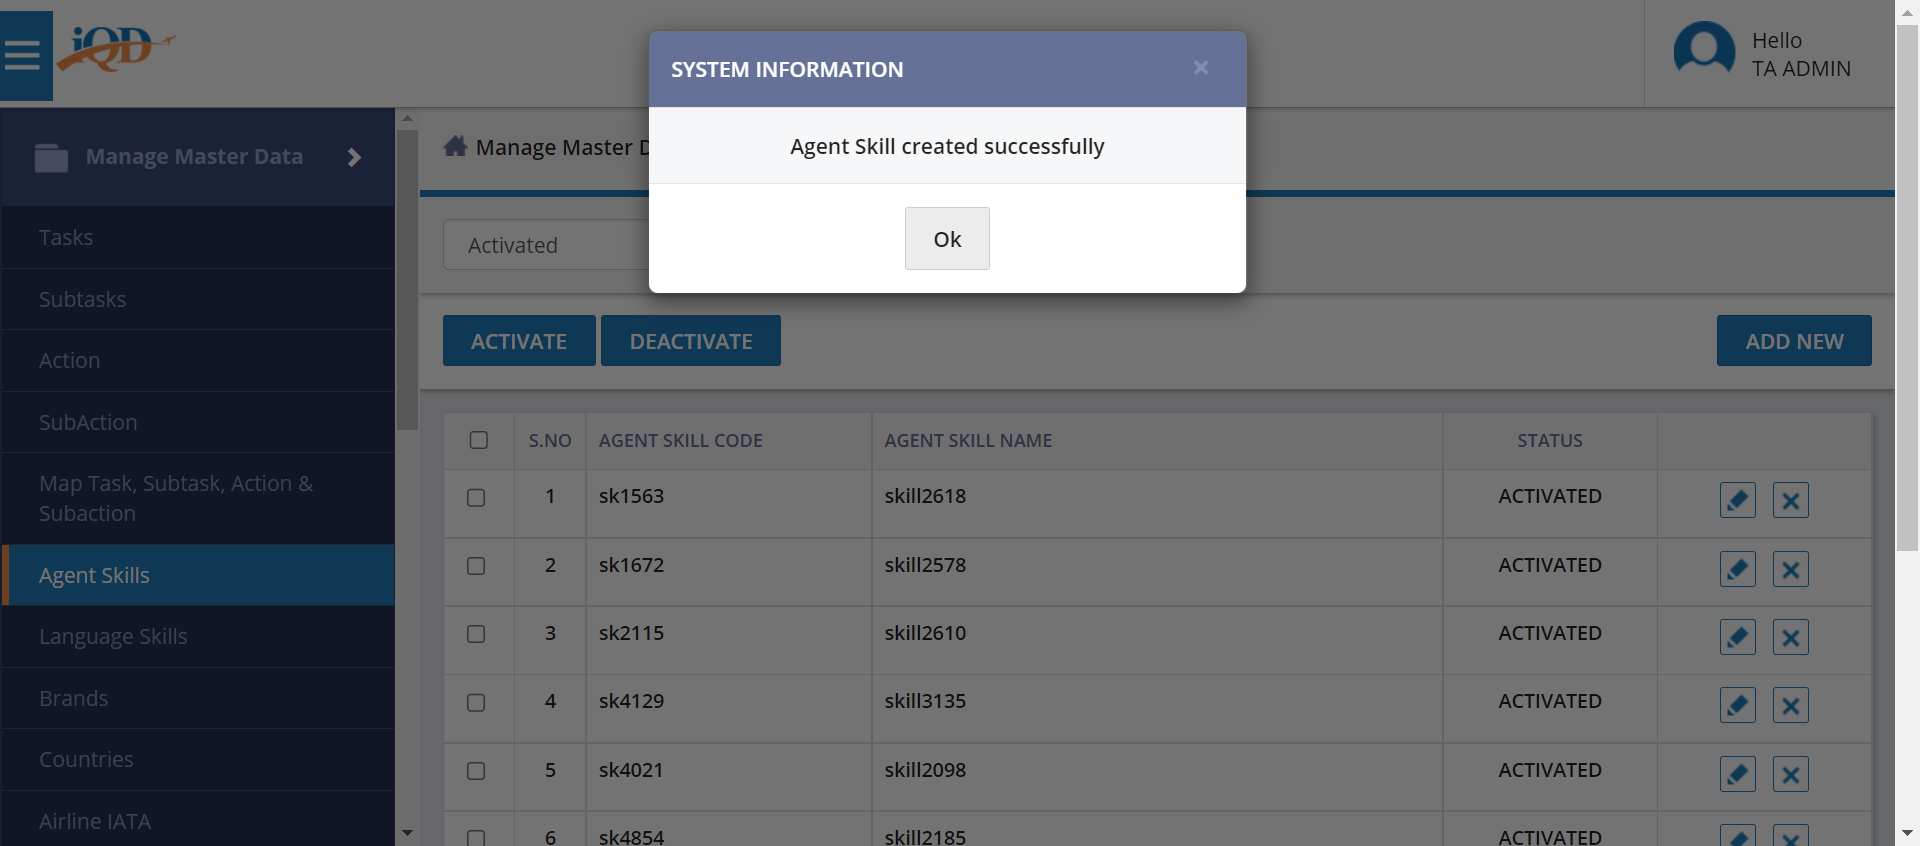 iQD
Hello
TA ADMIN
SYSTEM INFORMATION
×
Agent Skill created successfully
Ok
Manage Master Data
Tasks
Subtasks
Action
SubAction
Map Task, Subtask, Action &
Subaction
Agent Skills
Language Skills
Brands
Countries
Airline IATA
Manage Master D
Activated
ACTIVATE DEACTIVATE ADD NEW
S.NO AGENT SKILL CODE AGENT SKILL NAME STATUS
1 sk1563 skill2618 ACTIVATED
2 sk1672 skill2578 ACTIVATED
3 sk2115 skill2610 ACTIVATED
4 sk4129 skill3135 ACTIVATED
5 sk4021 skill2098 ACTIVATED
6 sk4854 skill2185 ACTIVATED